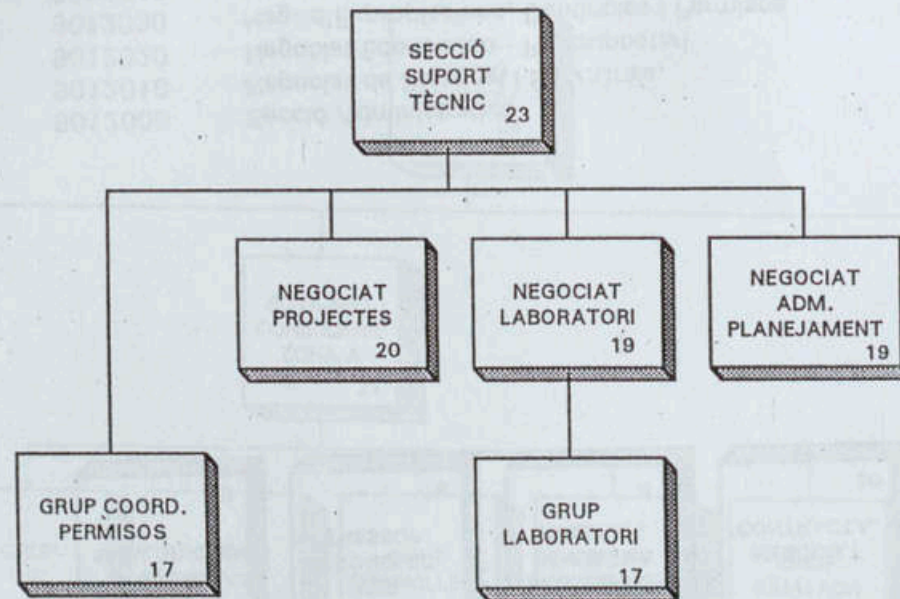 SECCIÓ
SUPORT
TÈCNIC
23
NEGOCIAT
PROJECTES
20
NEGOCIAT
LABORATORI
19
NEGOCIAT
ADM.
PLANEJAMENT
19
GRUP COORD.
PERMISOS
17
GRUP
LABORATORI
17